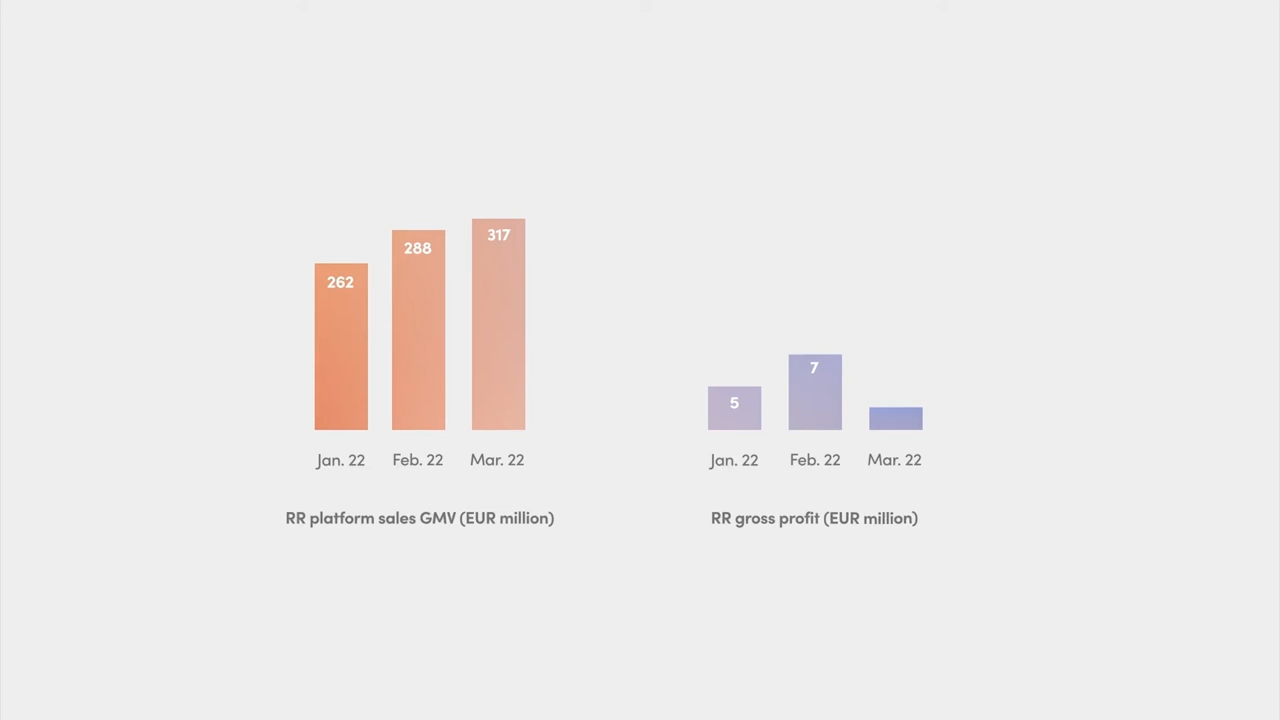 262
288
317
Jan. 22
Feb. 22
Mar. 22
RR platform sales GMV (EUR million)
5
7
Jan. 22
Feb. 22
Mar. 22
RR gross profit (EUR million)